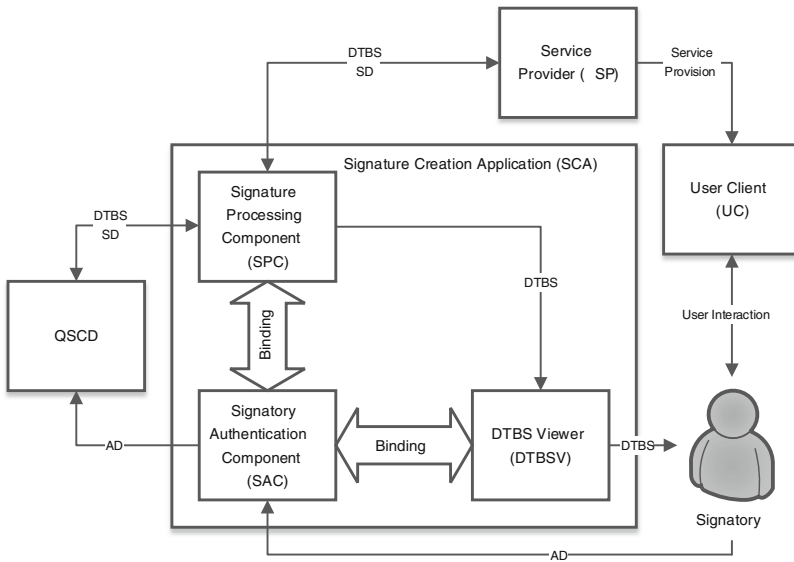 DTBS
SD
Service
Provider ( SP)
Service
Provision
Signature Creation Application (SCA)
Signature
Processing
Component
(SPC)
User Client
(UC)
DTBS
SD
DTBS
QSCD
Binding
User Interaction
Signatory
Authentication
Component
(SAC)
Binding
DTBS Viewer
(DTBSV)
AD
DTBS
Signatory
AD